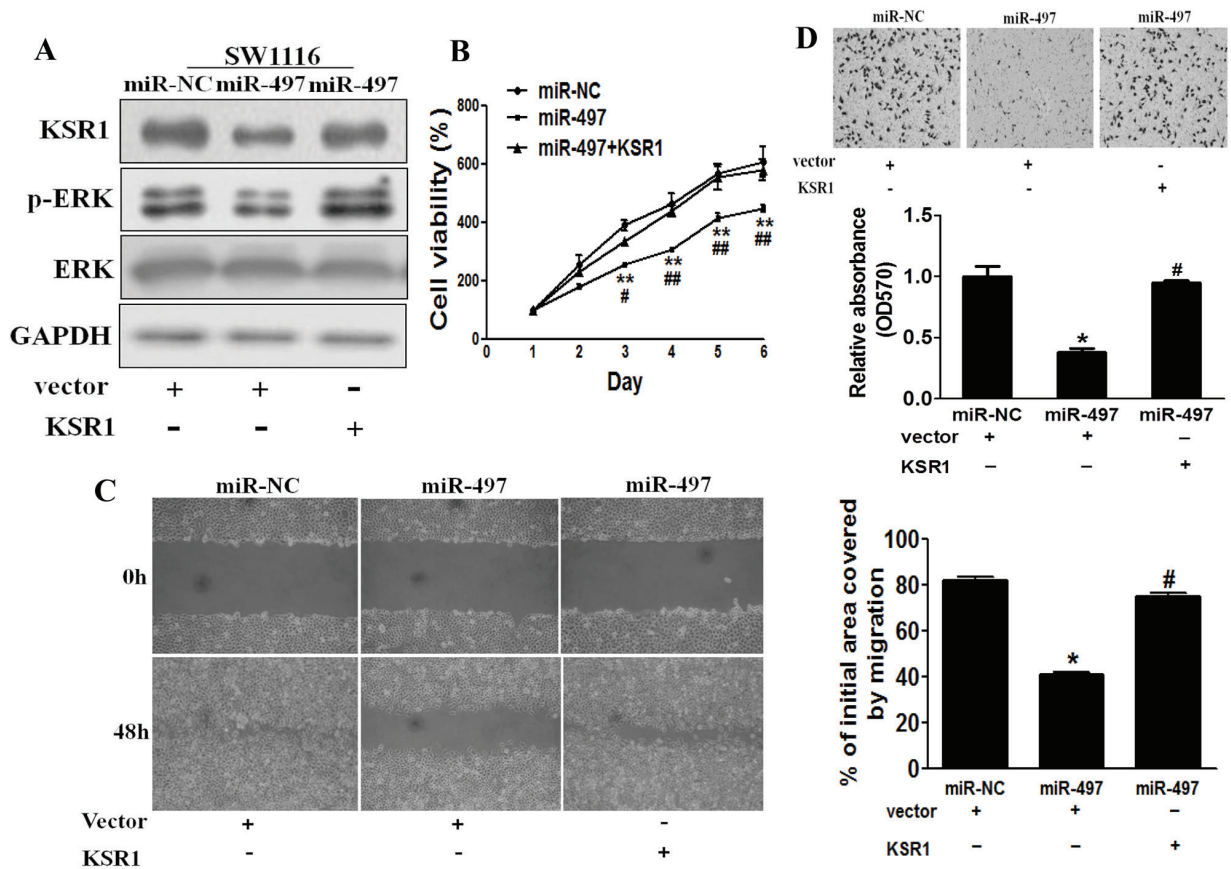 A
SW1116
miR-NC miR-497 miR-497
KSR1
p-ERK
ERK
GAPDH
vector + + -
KSR1 - - +
B
Cell viability (%)
800
600
400
200
0
0 1 2 3 4 5 6
Day
miR-NC
miR-497
miR-497+KSR1
** ** ** **
# ## ## ##
C
miR-NC miR-497 miR-497
0h
48h
Vector + + -
KSR1 - - +
D
miR-NC miR-497 miR-497
vector + + -
KSR1 - - +
Relative absorbance
(OD570)
1.5
1.0
0.5
0.0
* #
miR-NC miR-497 miR-497
vector + + –
KSR1 – – +
% of initial area covered
by migration
100
80
60
40
20
0
* #
miR-NC miR-497 miR-497
vector + + –
KSR1 – – +